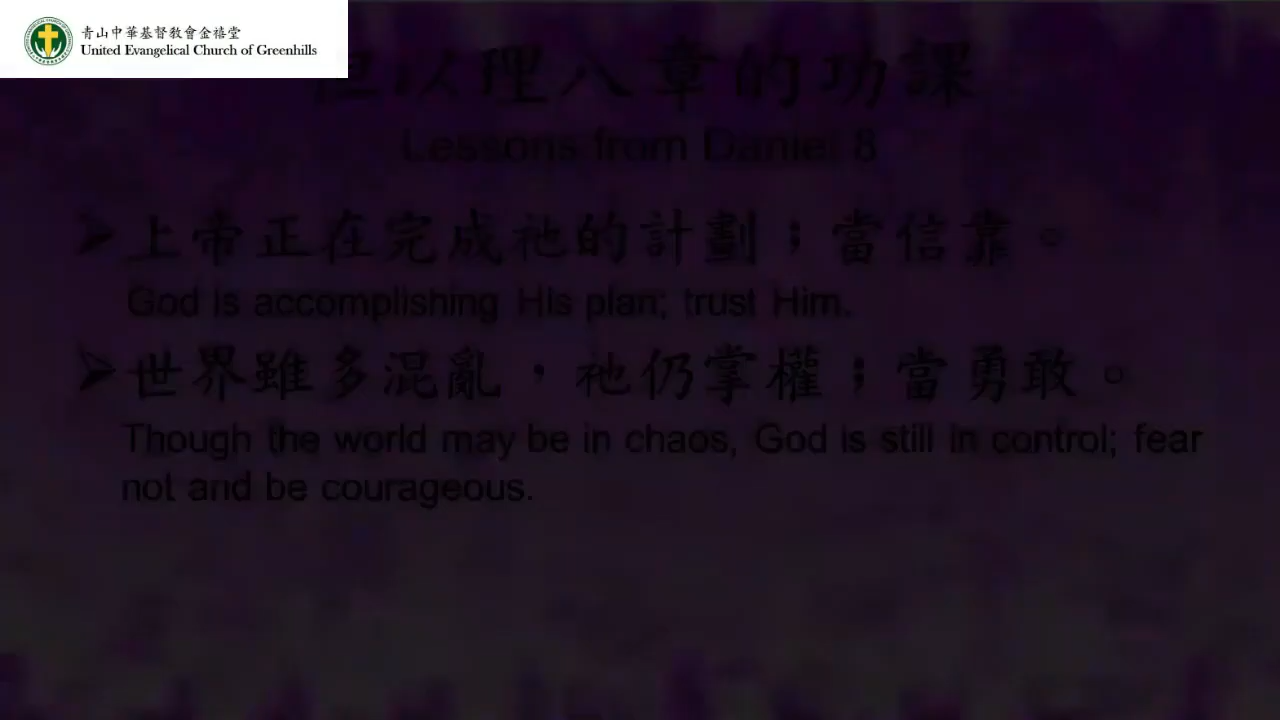 青山中華基督教會金禧堂
United Evangelical Church of Greenhills
但以理八章的功課
Lessons from Daniel 8
上帝正在完成祂的計劃；當信靠。
God is accomplishing His plan; trust Him.
世界雖多混亂，祂仍掌權；當勇敢。
Though the world may be in chaos, God is still in control; fear
not and be courageous.